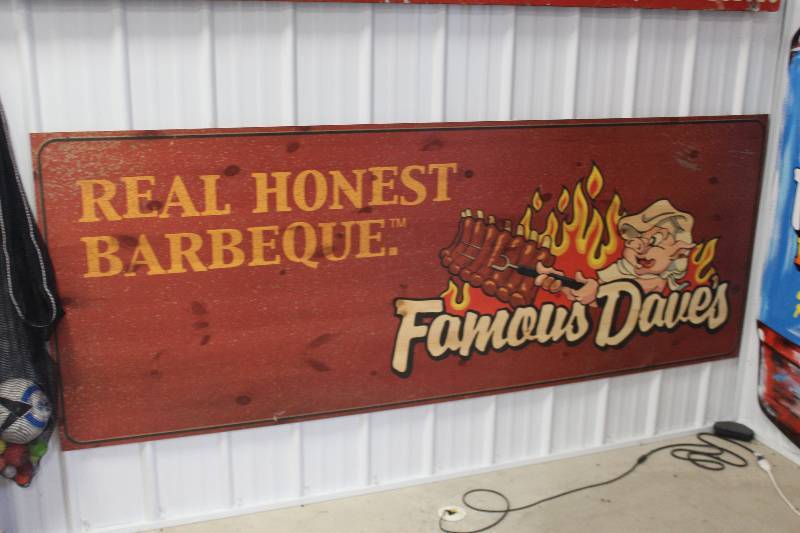 REAL HONEST
BARBEQUE.™
Famous Dave's